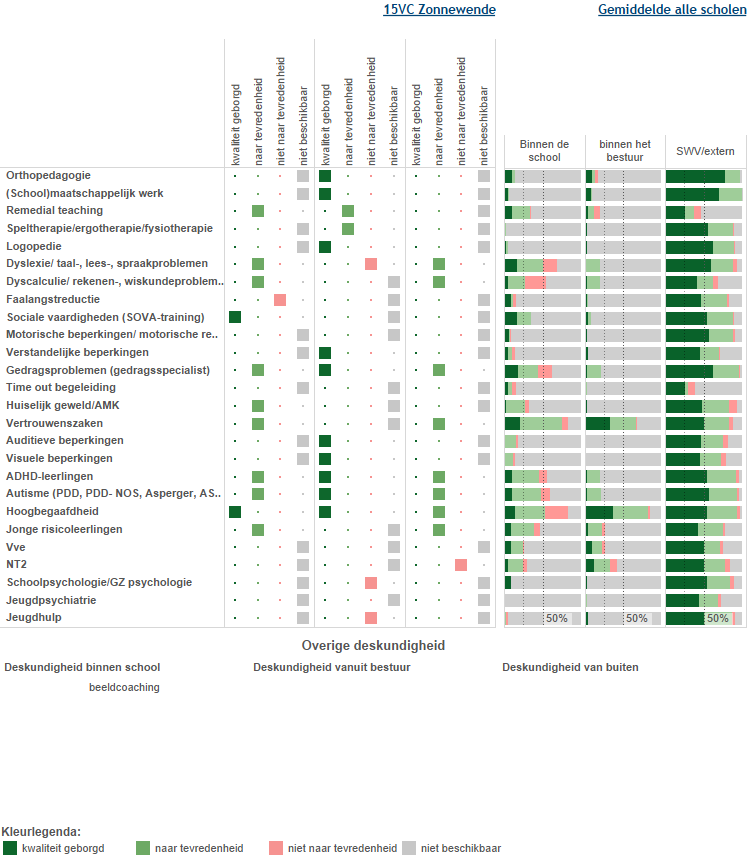 15VC Zonnewende Gemiddelde alle scholen
kwaliteit geborgd naar tevredenheid niet naar tevredenheid niet beschikbaar kwaliteit geborgd naar tevredenheid niet naar tevredenheid niet beschikbaar kwaliteit geborgd naar tevredenheid niet naar tevredenheid niet beschikbaar
Binnen de school binnen het bestuur SWV/extern
Orthopedagogie
(School)maatschappelijk werk
Remedial teaching
Speltherapie/ergotherapie/fysiotherapie
Logopedie
Dyslexie/ taal-, lees-, spraakproblemen
Dyscalculie/ rekenen-, wiskundeproblem..
Faalangstreductie
Sociale vaardigheden (SOVA-training)
Motorische beperkingen/ motorische re..
Verstandelijke beperkingen
Gedragsproblemen (gedragsspecialist)
Time out begeleiding
Huiselijk geweld/AMK
Vertrouwenszaken
Auditieve beperkingen
Visuele beperkingen
ADHD-leerlingen
Autisme (PDD, PDD- NOS, Asperger, AS..
Hoogbegaafdheid
Jonge risicoleerlingen
Vve
NT2
Schoolpsychologie/GZ psychologie
Jeugdpsychiatrie
Jeugdhulp 50% 50% 50%
Overige deskundigheid
Deskundigheid binnen school Deskundigheid vanuit bestuur Deskundigheid van buiten
beeldcoaching
Kleurlegenda:
kwaliteit geborgd naar tevredenheid niet naar tevredenheid niet beschikbaar